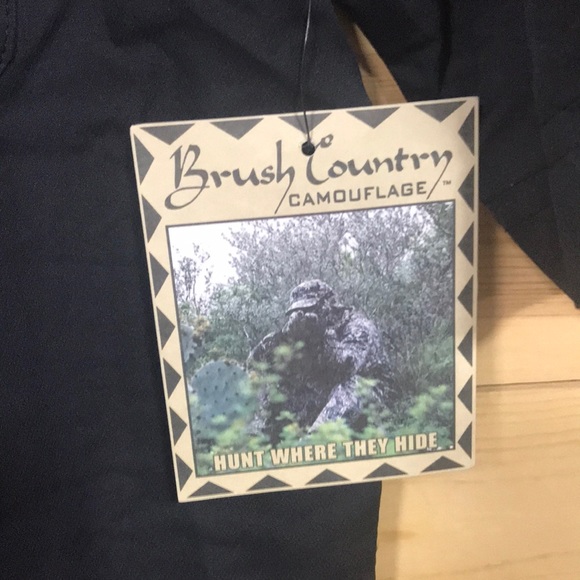 Brush Country
CAMOUFLAGE™
HUNT WHERE THEY HIDE...